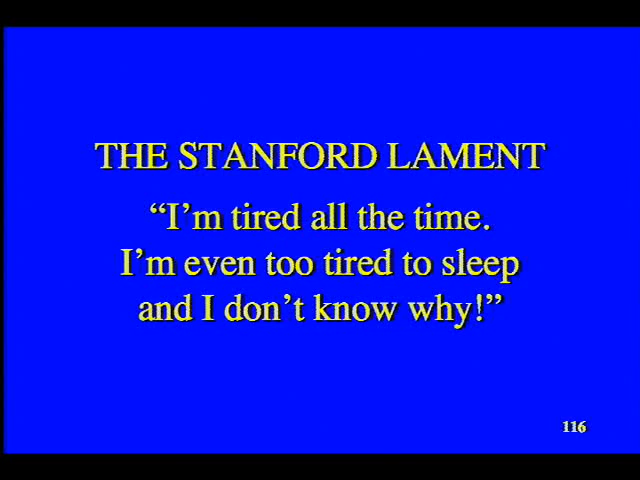 THE STANFORD LAMENT
“I’m tired all the time.
I’m even too tired to sleep
and I don’t know why!”
116